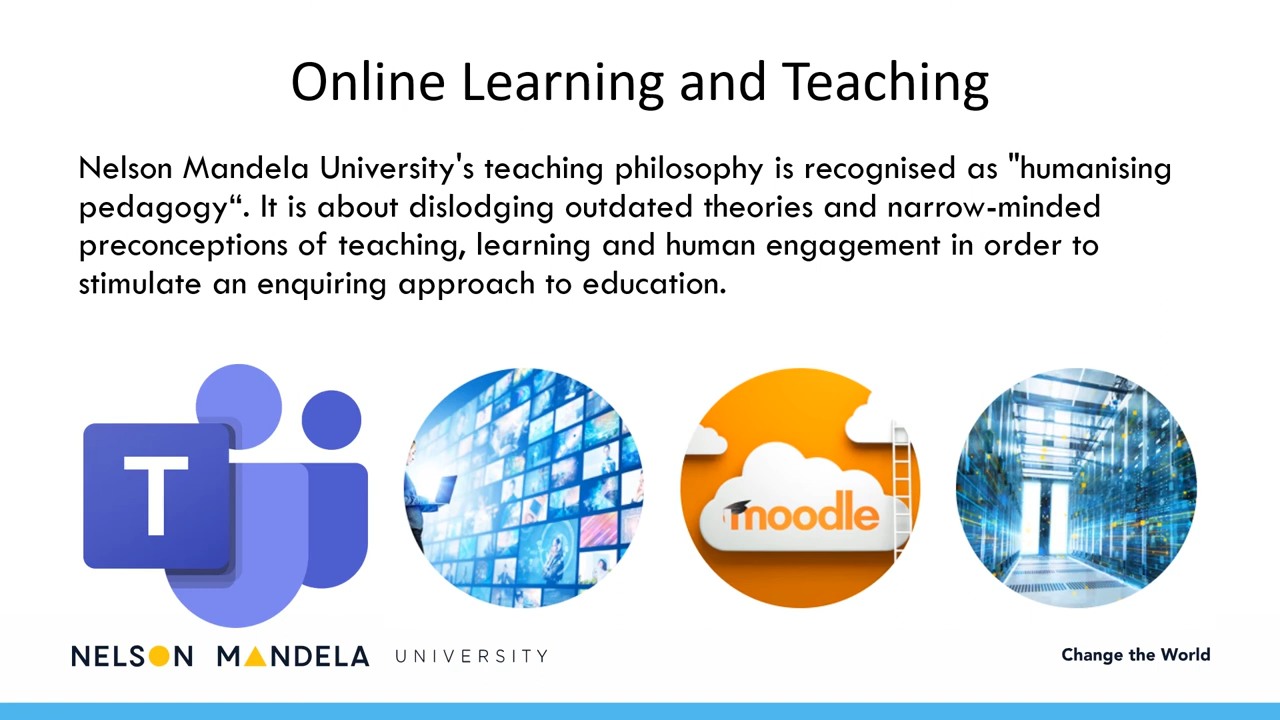 Online Learning and Teaching
Nelson Mandela University's teaching philosophy is recognised as "humanising
pedagogy“. It is about dislodging outdated theories and narrow-minded
preconceptions of teaching, learning and human engagement in order to
stimulate an enquiring approach to education.
T
moodle
NELSON MANDELA UNIVERSITY
Change the World